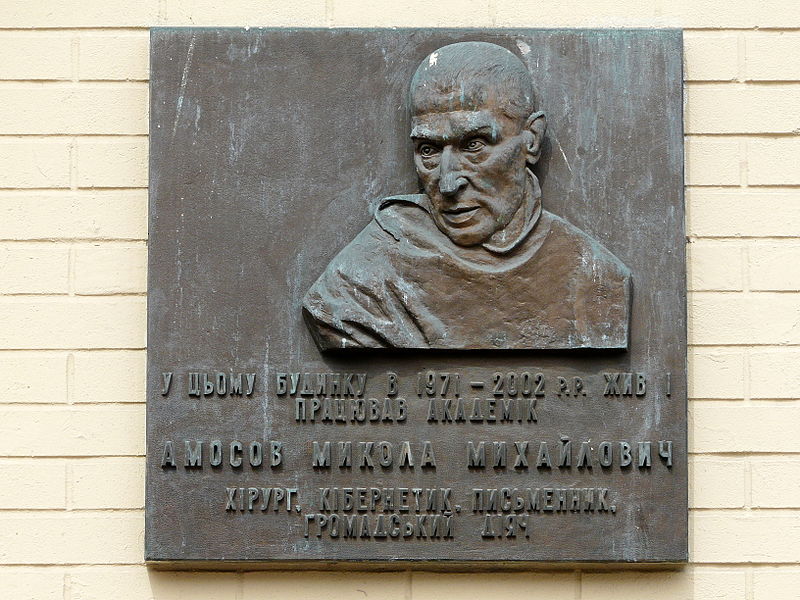 У ЦЬОМУ БУДИНКУ В 1971 – 2002 Р.Р. ЖИВ І
ПРАЦЮВАВ АКАДЕМІК
АМОСОВ МИКОЛА МИХАЙЛОВИЧ
ХІРУРГ, КІБЕРНЕТИК, ПИСЬМЕННИК,
ГРОМАДСЬКИЙ ДІЯЧ